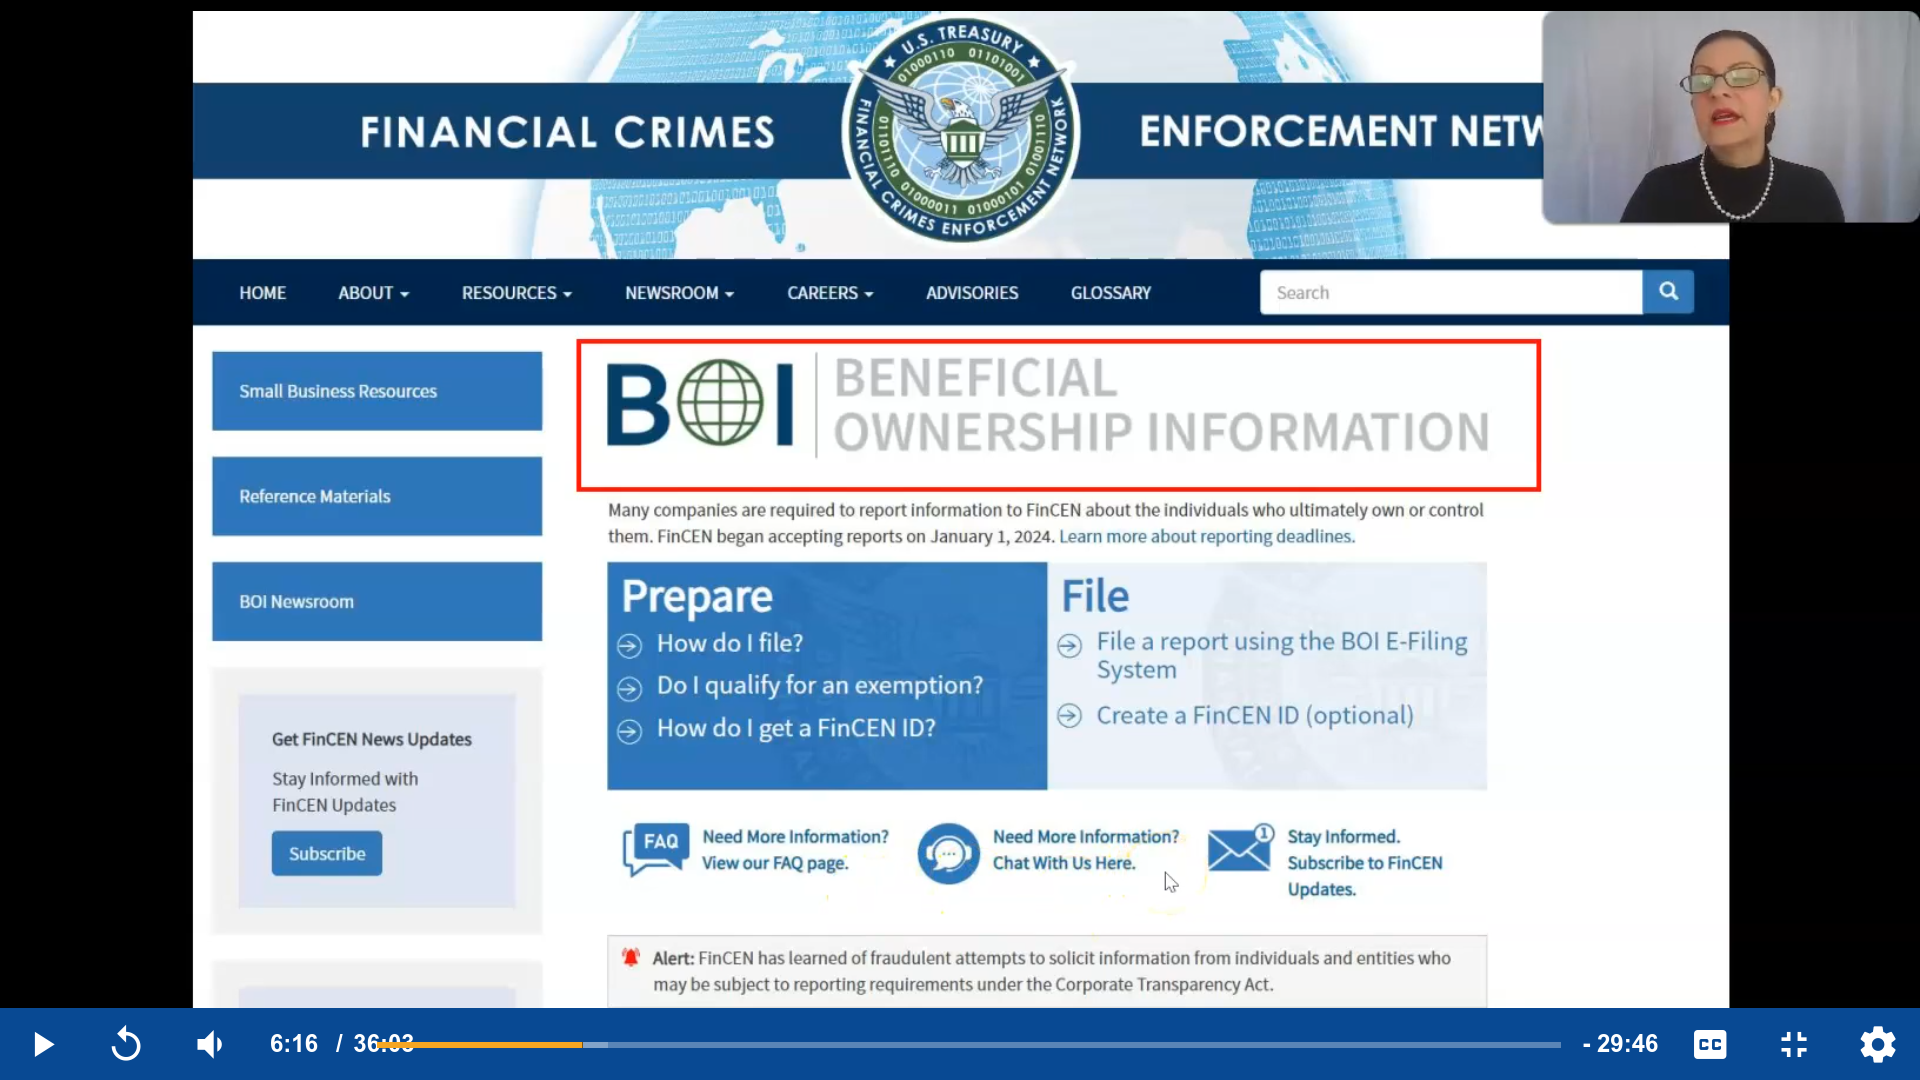 U.S. TREASURY
01000110 01101001
FINANCIAL CRIMES ENFORCEMENT NETWORK
FINANCIAL CRIMES
ENFORCEMENT NETW
HOME
ABOUT
RESOURCES
NEWSROOM
CAREERS
ADVISORIES
GLOSSARY
Search
Small Business Resources
Reference Materials
BOI Newsroom
Get FinCEN News Updates
Stay Informed with
FinCEN Updates
Subscribe
BOI
BENEFICIAL
OWNERSHIP INFORMATION
Many companies are required to report information to FinCEN about the individuals who ultimately own or control
them. FinCEN began accepting reports on January 1, 2024. Learn more about reporting deadlines.
Prepare
How do I file?
Do I qualify for an exemption?
How do I get a FinCEN ID?
File
File a report using the BOI E-Filing
System
Create a FinCEN ID (optional)
FAQ
Need More Information?
View our FAQ page.
Need More Information?
Chat With Us Here.
1
Stay Informed.
Subscribe to FinCEN
Updates.
Alert: FinCEN has learned of fraudulent attempts to solicit information from individuals and entities who
may be subject to reporting requirements under the Corporate Transparency Act.
6:16 / 36:03
- 29:46
CC